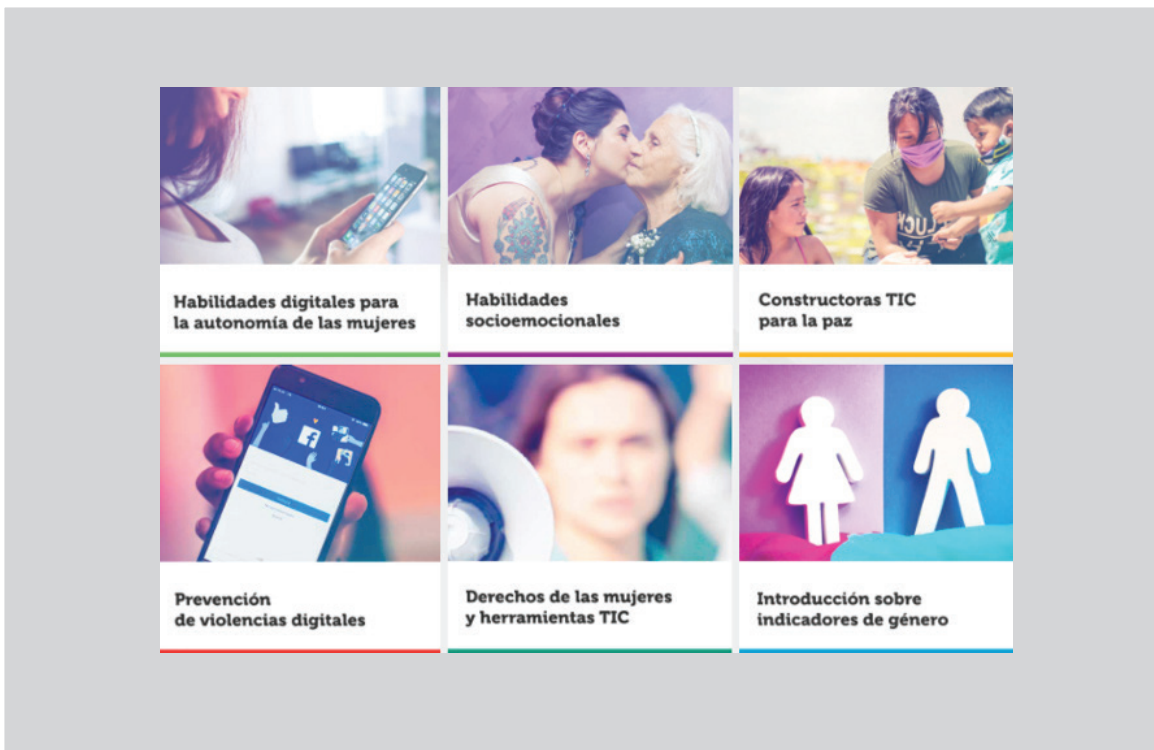 Habilidades digitales para
la autonomía de las mujeres
Habilidades
socioemocionales
Constructoras TIC
para la paz
Prevención
de violencias digitales
Derechos de las mujeres
y herramientas TIC
Introducción sobre
indicadores de género